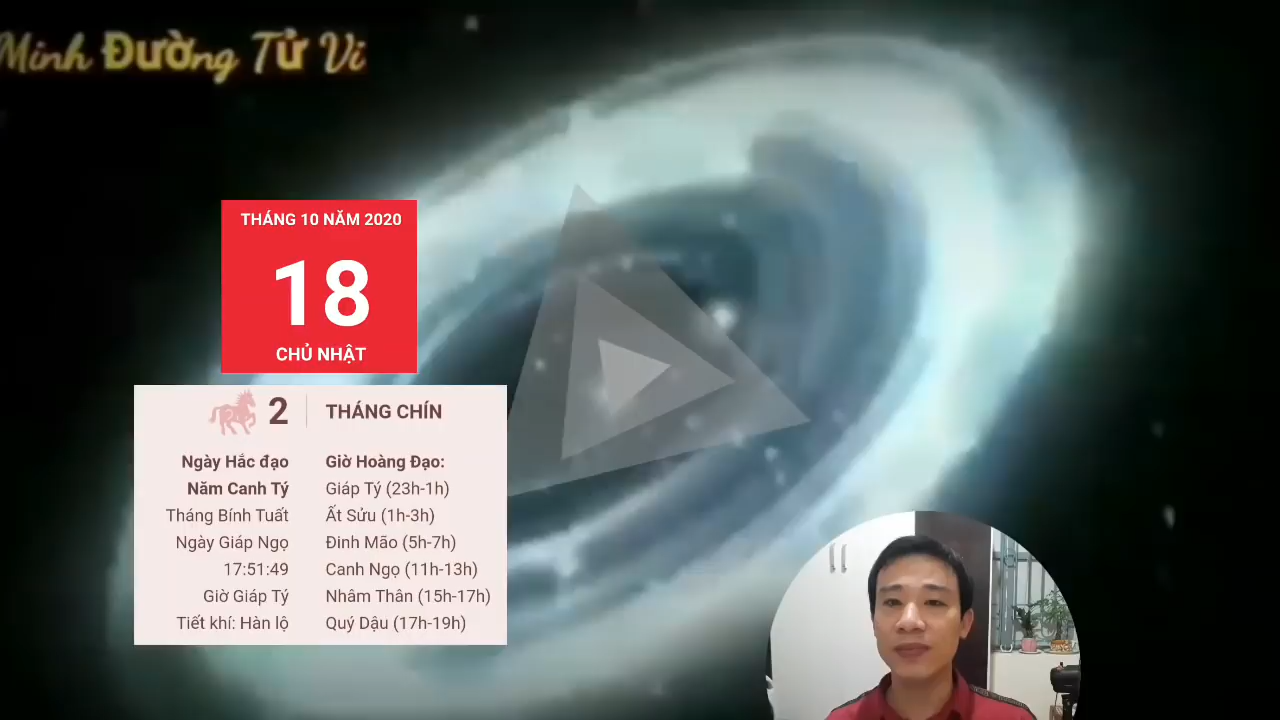 Minh Đường Tử Vi
THÁNG 10 NĂM 2020
18
CHỦ NHẬT
2 THÁNG CHÍN
Ngày Hắc đạo
Năm Canh Tý
Tháng Bính Tuất
Ngày Giáp Ngọ
17:51:49
Giờ Giáp Tý
Tiết khí: Hàn lộ
Giờ Hoàng Đạo:
Giáp Tý (23h-1h)
Ất Sửu (1h-3h)
Đinh Mão (5h-7h)
Canh Ngọ (11h-13h)
Nhâm Thân (15h-17h)
Quý Dậu (17h-19h)